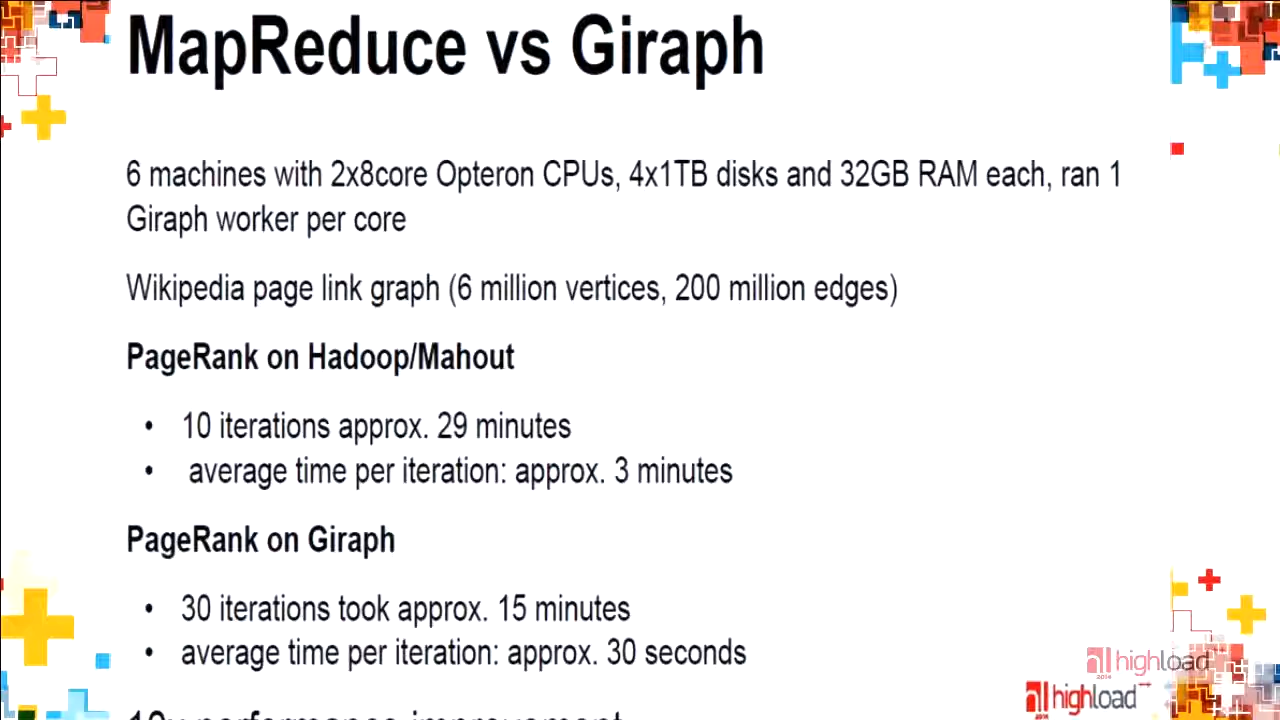 MapReduce vs Giraph
6 machines with 2x8core Opteron CPUs, 4x1TB disks and 32GB RAM each, ran 1
Giraph worker per core
Wikipedia page link graph (6 million vertices, 200 million edges)
PageRank on Hadoop/Mahout
• 10 iterations approx. 29 minutes
• average time per iteration: approx. 3 minutes
PageRank on Giraph
• 30 iterations took approx. 15 minutes
• average time per iteration: approx. 30 seconds
highload
2014
highload
performance improvement